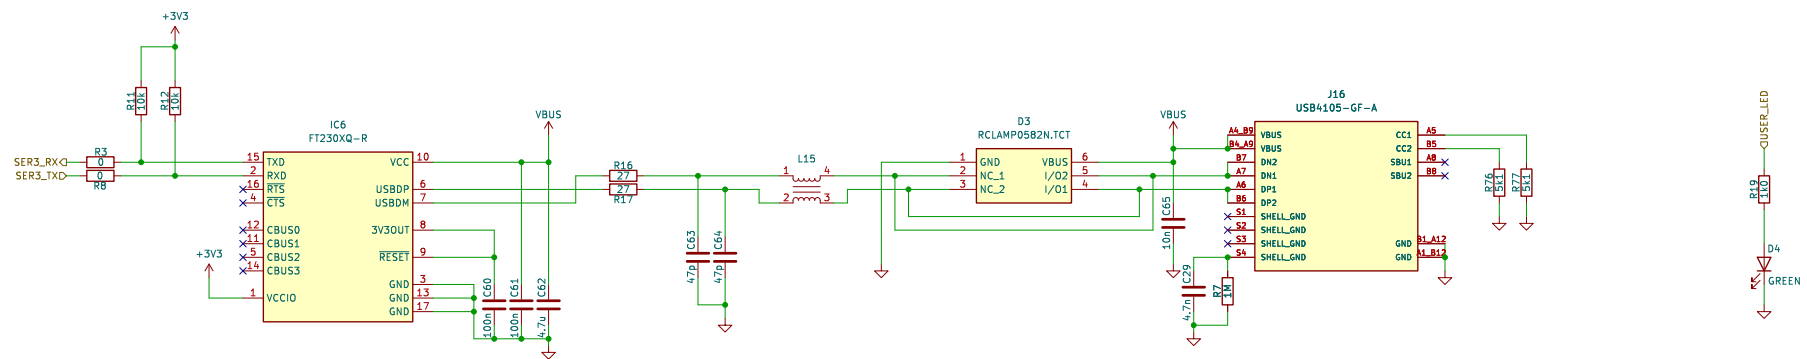 +3V3
R11
10k
R12
10k
SER3_RX
R3
0
SER3_TX
0
R8
IC6
FT230XQ-R
15
TXD
2
RXD
16
RTS
4
CTS
12
CBUS0
11
CBUS1
5
CBUS2
14
CBUS3
+3V3
1
VCCIO
VCC
10
USBDP
6
USBDM
7
3V3OUT
8
RESET
9
GND
3
GND
13
GND
17
VBUS
C60
100n
C61
100n
C62
4.7u
R16
27
27
R17
C63
47p
C64
47p
L15
1
4
2
3
D3
RCLAMP0582N.TCT
1
GND
2
NC_1
3
NC_2
VBUS
6
I/O2
5
I/O1
4
VBUS
C65
10n
C29
4.7n
R7
1M
J16
USB4105-GF-A
A4_B9
VBUS
B4_A9
VBUS
B7
DN2
A7
DN1
A6
DP1
B6
DP2
S1
SHELL_GND
S2
SHELL_GND
S3
SHELL_GND
S4
SHELL_GND
CC1
A5
CC2
B5
SBU1
A8
SBU2
B8
GND
B1_A12
GND
A1_B12
R76
5k1
R77
5k1
USER_LED
R19
1k0
D4
GREEN